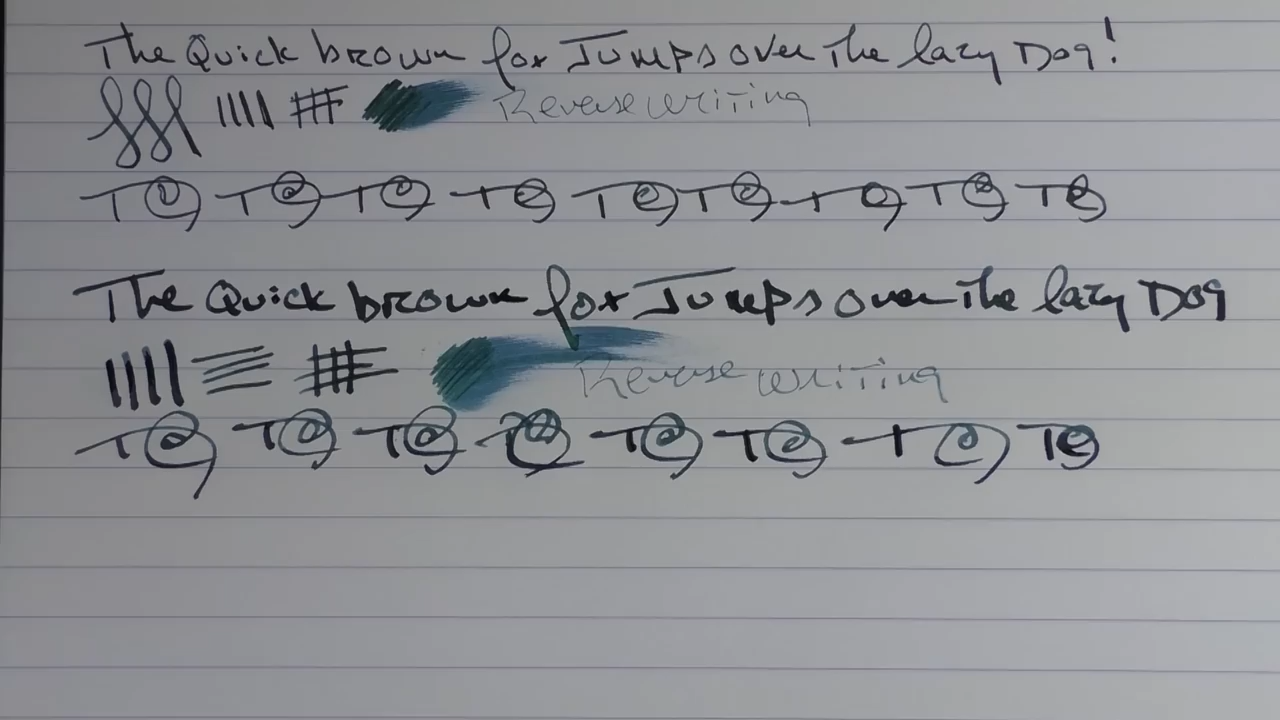 The Quick brown fox Jumps over The lazy Dog!
Reverse writing
The Quick brown fox Jumps over The lazy Dog
Reverse writing